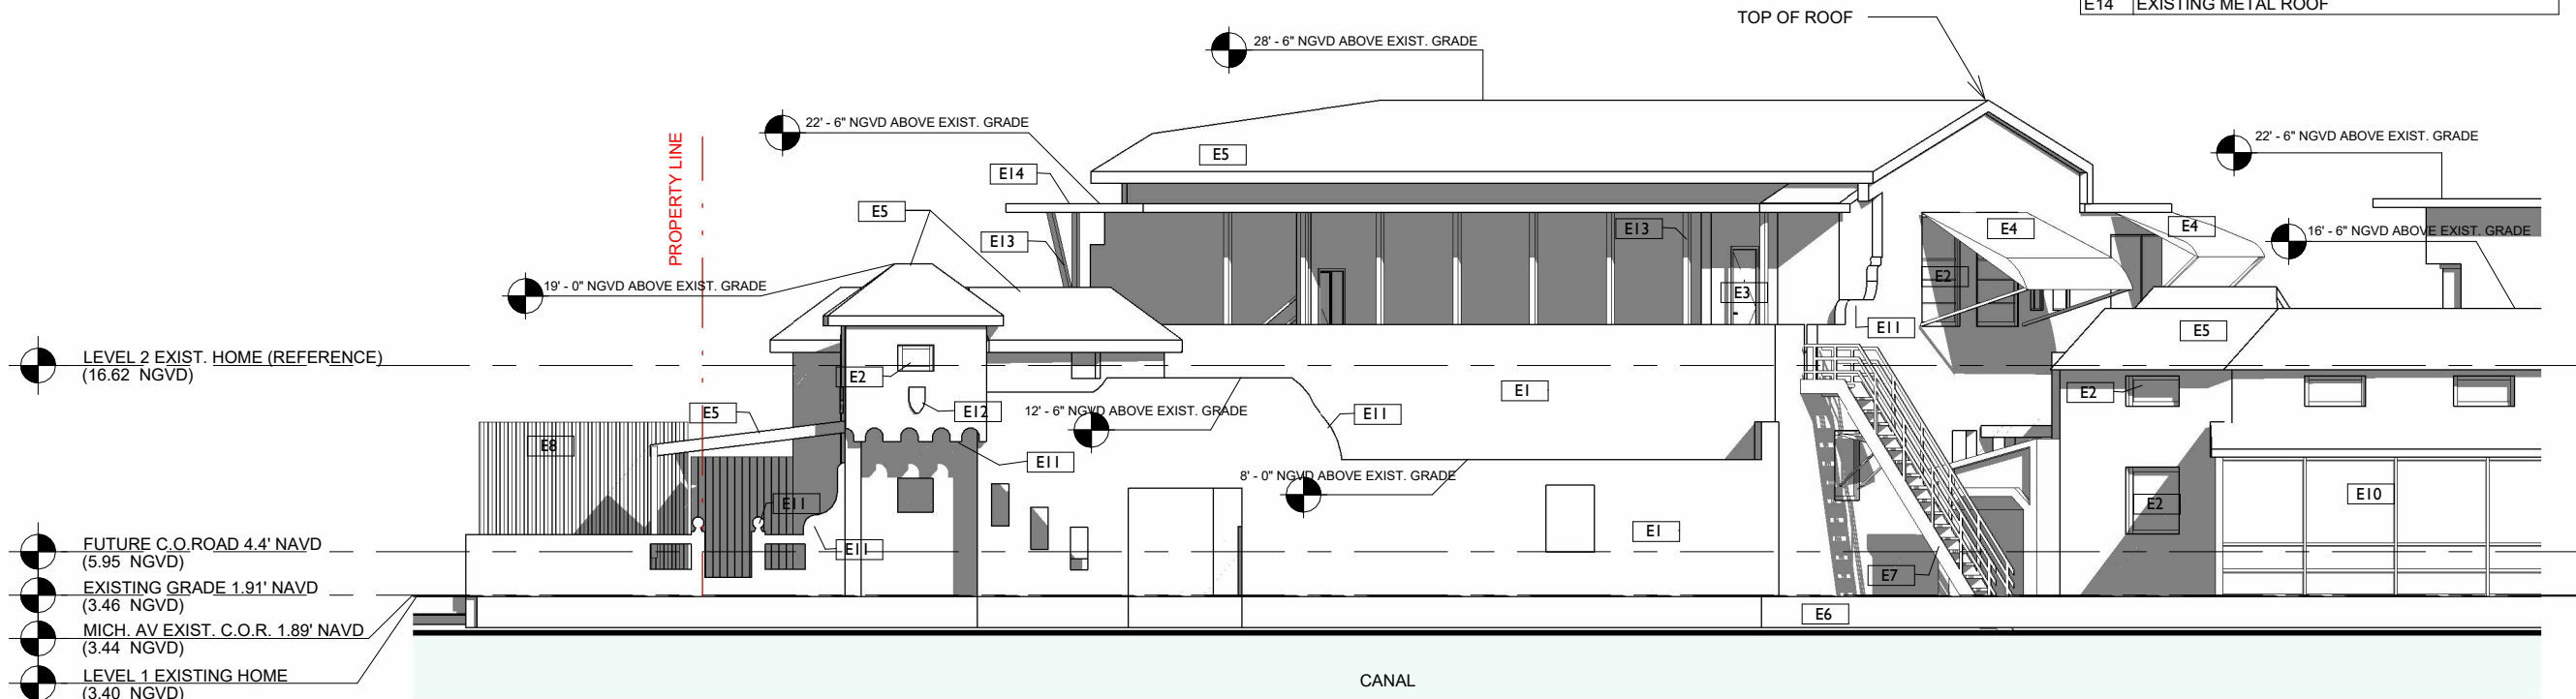 E14 EXISTING METAL ROOF
TOP OF ROOF
28' - 6" NGVD ABOVE EXIST. GRADE
22' - 6" NGVD ABOVE EXIST. GRADE
22' - 6" NGVD ABOVE EXIST. GRADE
PROPERTY LINE
E5
E14
E5
E13
E13
E4
E4
16' - 6" NGVD ABOVE EXIST. GRADE
E2
19' - 0" NGVD ABOVE EXIST. GRADE
E3
E11
E5
LEVEL 2 EXIST. HOME (REFERENCE)
(16.62 NGVD)
E2
E1
E2
E5
E12
12' - 6" NGVD ABOVE EXIST. GRADE
E11
E8
E11
8' - 0" NGVD ABOVE EXIST. GRADE
E10
E11
E2
E1
FUTURE C.O.ROAD 4.4' NAVD
(5.95 NGVD)
E11
E7
EXISTING GRADE 1.91' NAVD
(3.46 NGVD)
E6
MICH. AV EXIST. C.O.R. 1.89' NAVD
(3.44 NGVD)
LEVEL 1 EXISTING HOME
(3.40 NGVD)
CANAL